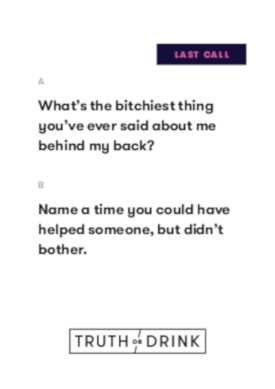 LAST CALL
A
What's the bitchiest thing
you've ever said about me
behind my back?
B
Name a time you could have
helped someone, but didn't
bother.
TRUTH OR DRINK